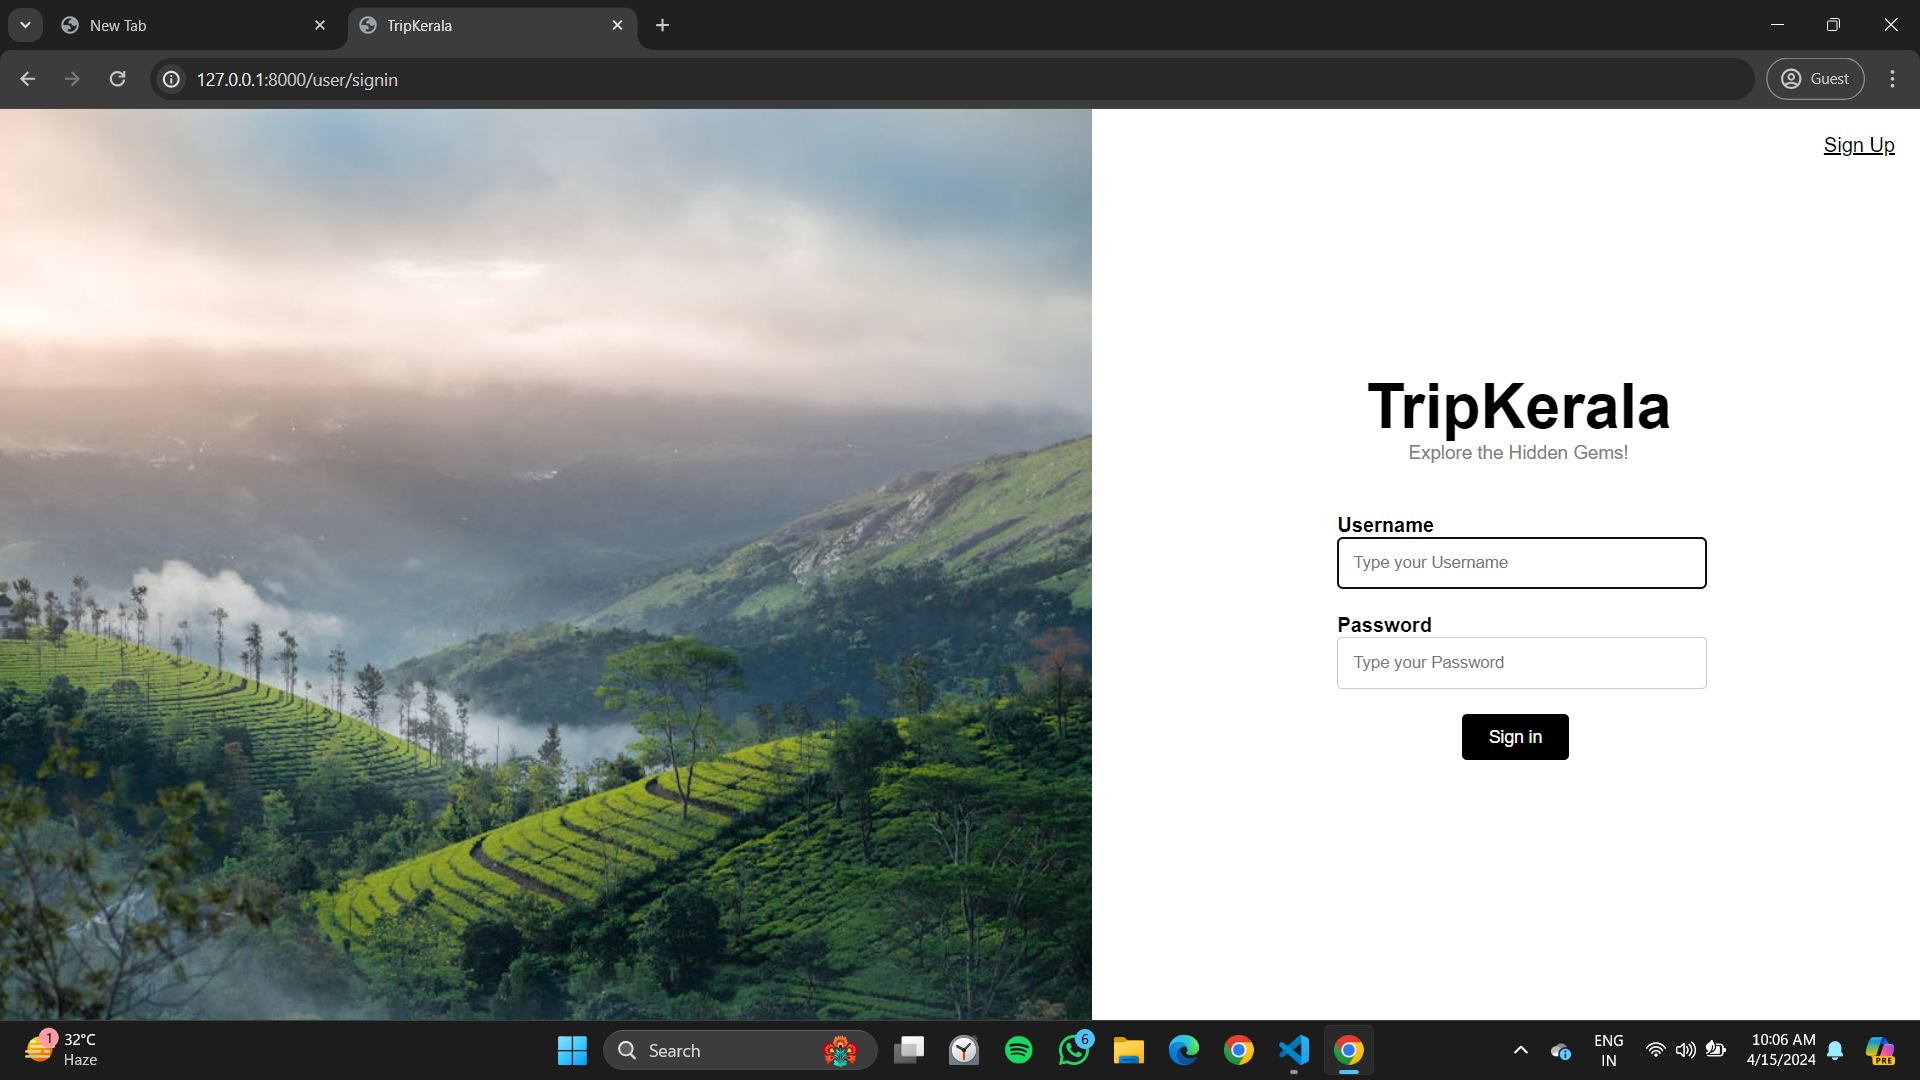 New Tab
TripKerala
127.0.0.1:8000/user/signin
Guest
Sign Up
TripKerala
Explore the Hidden Gems!
Username
Type your Username
Password
Type your Password
Sign in
1
32°C
Haze
Search
6
ENG
IN
10:06 AM
4/15/2024
PRE